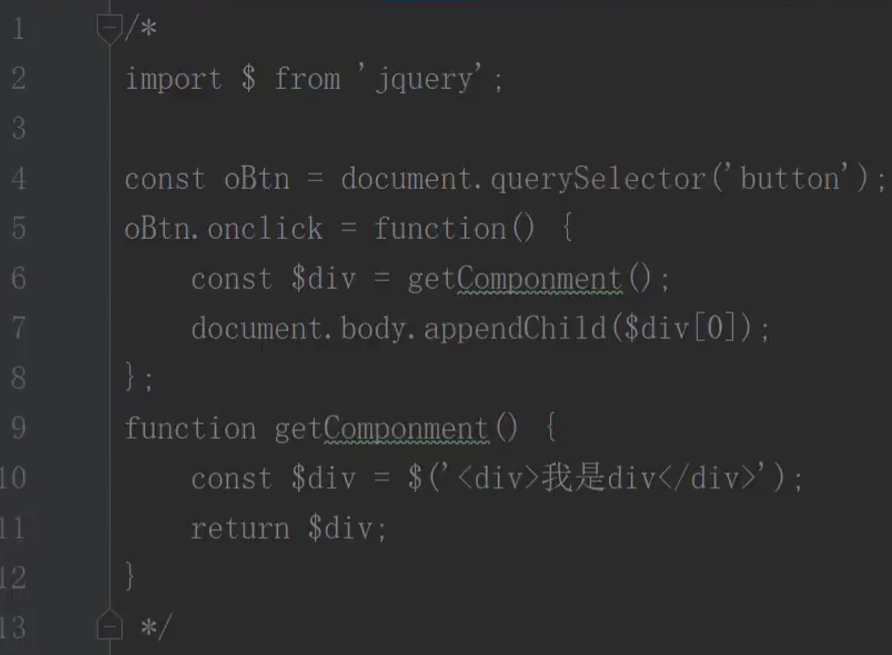 1 /*
2 import $ from 'jquery';
3
4 const oBtn = document.querySelector('button');
5 oBtn.onclick = function() {
6     const $div = getComponment();
7     document.body.appendChild($div[0]);
8 };
9 function getComponment() {
10     const $div = $('<div>我是div</div>');
11     return $div;
12 }
13 */